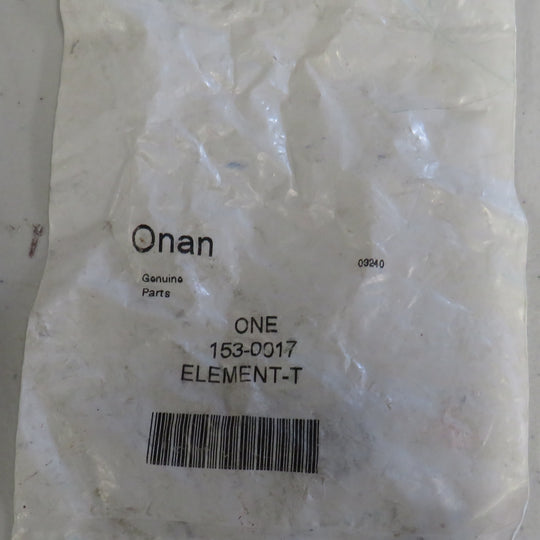 Onan
Genuine
Parts
03240
ONE
153-0017
ELEMENT-T